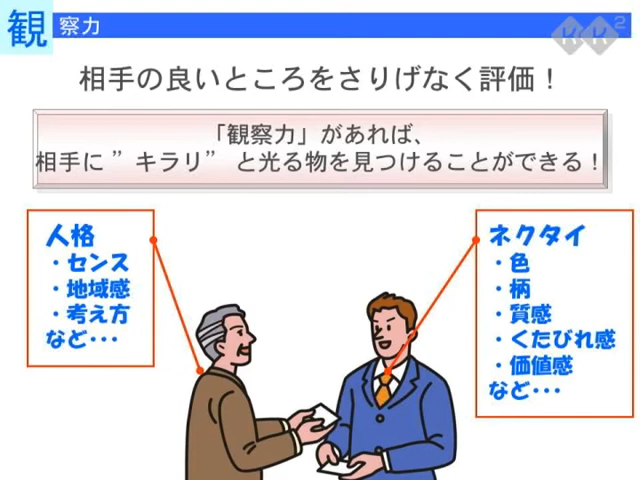 観察力
KK2
相手の良いところをさりげなく評価！
「観察力」があれば、
相手に ”キラリ” と光る物を見つけることができる！
人格
・センス
・地域感
・考え方
など･･･
ネクタイ
・色
・柄
・質感
・くたびれ感
・価値感
など･･･